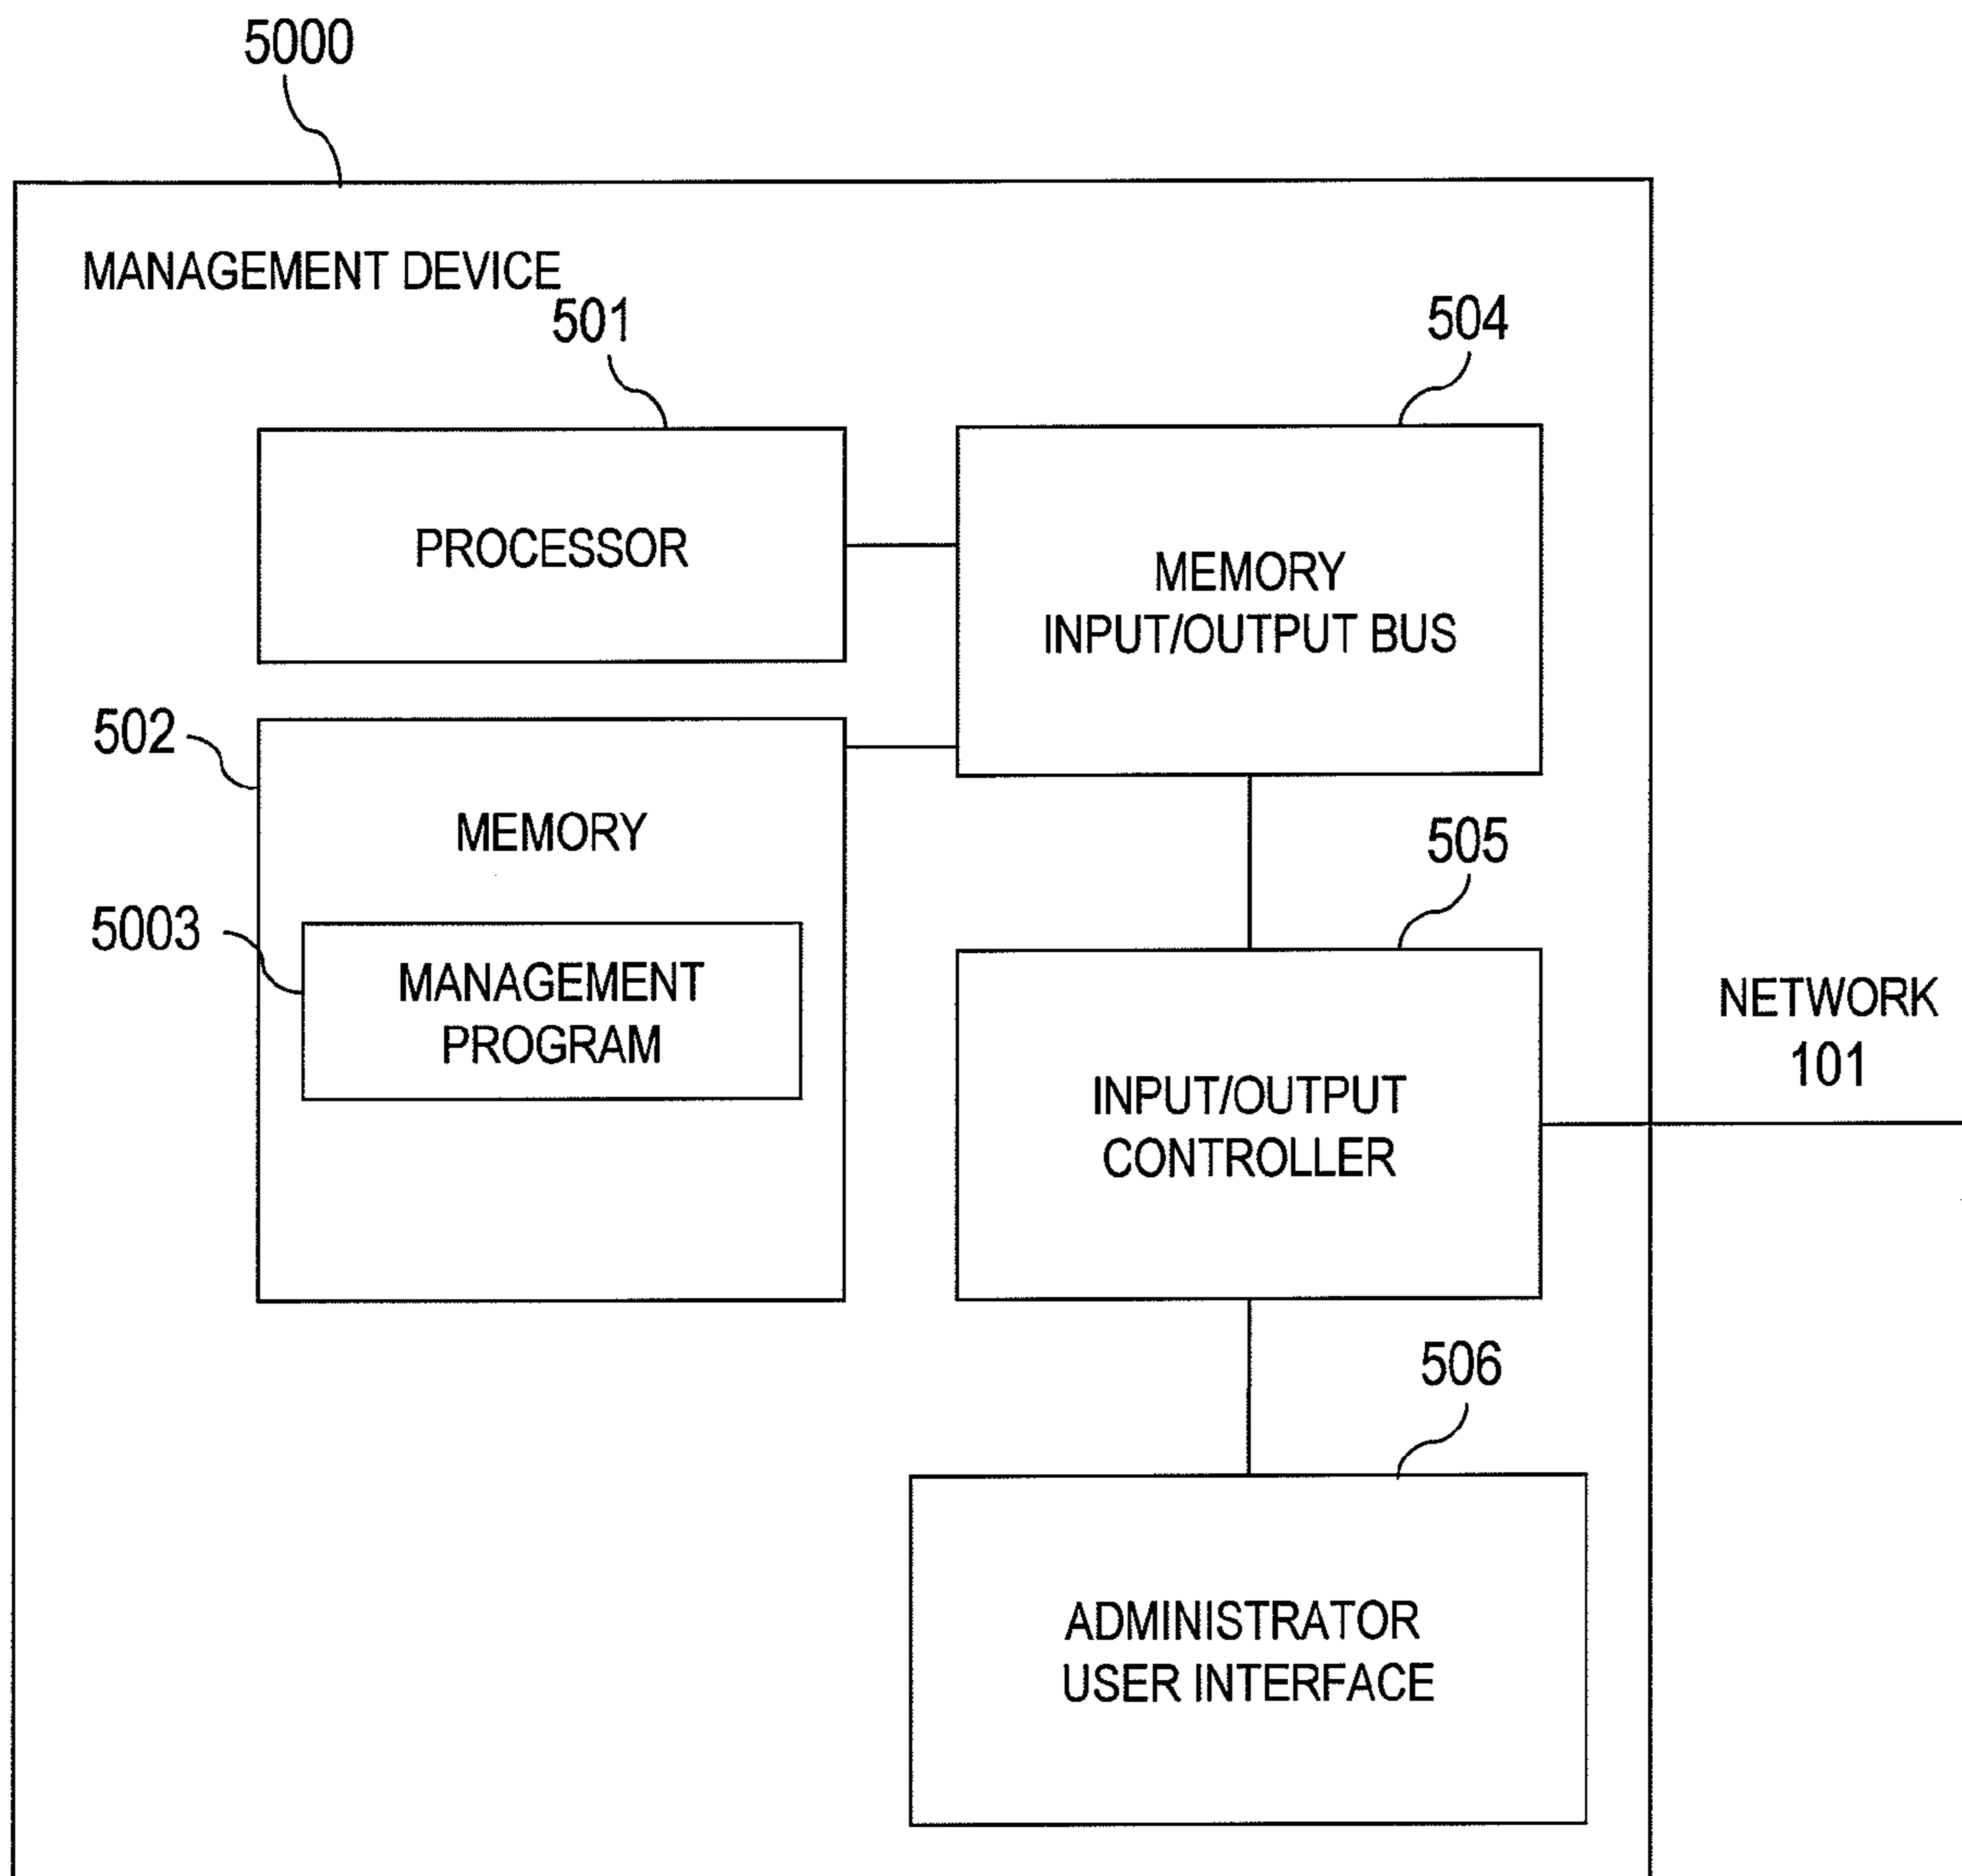 5000
MANAGEMENT DEVICE
501
504
PROCESSOR
MEMORY
INPUT/OUTPUT BUS
502
MEMORY
505
5003
MANAGEMENT
PROGRAM
NETWORK
101
INPUT/OUTPUT
CONTROLLER
506
ADMINISTRATOR
USER INTERFACE